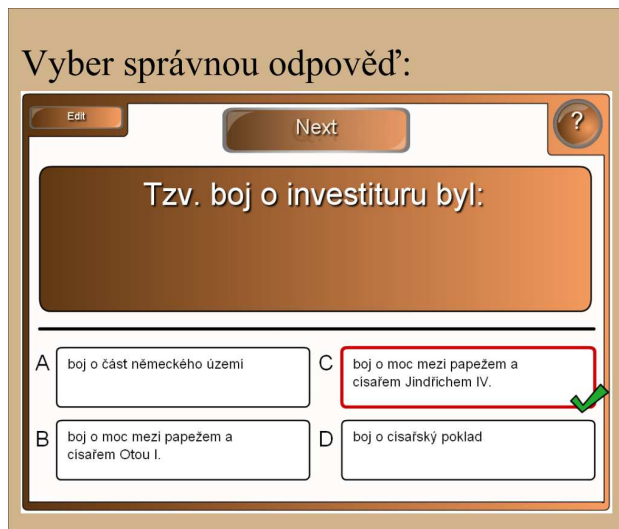 Vyber správnou odpověď:
Edit
Next
?
Tzv. boj o investituru byl:
A
boj o část německého území
C
boj o moc mezi papežem a
císařem Jindřichem IV.
B
boj o moc mezi papežem a
císařem Otou I.
D
boj o císařský poklad